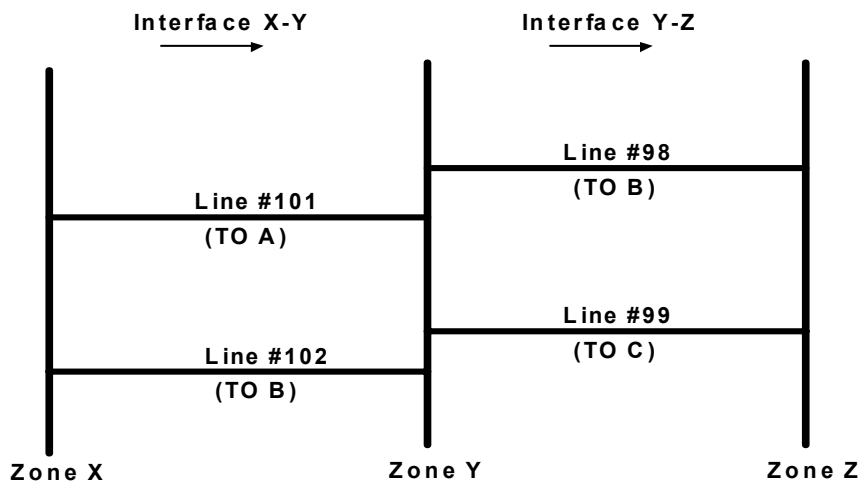 Interface X-Y
Interface Y-Z
Line #98
(TO B)
Line #101
(TO A)
Line #99
(TO C)
Line #102
(TO B)
Zone X
Zone Y
Zone Z